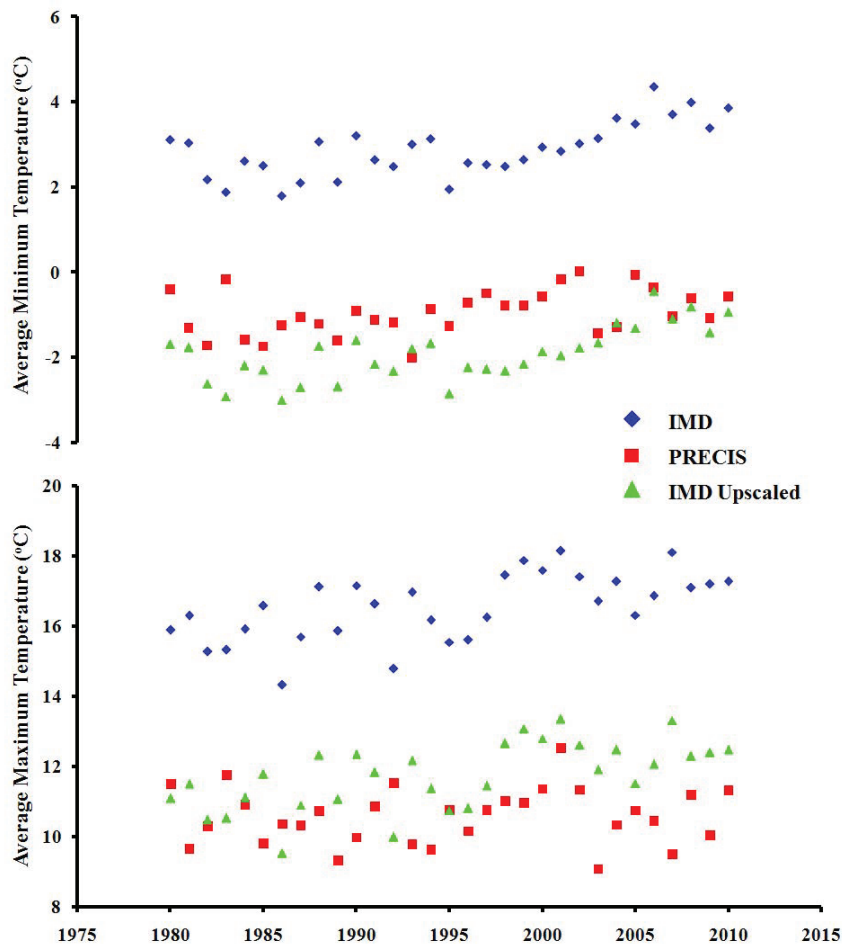 Average Minimum Temperature (°C)
6
4
2
0
-2
-4
IMD
PRECIS
IMD Upscaled
Average Maximum Temperature (°C)
20
18
16
14
12
10
8
1975 1980 1985 1990 1995 2000 2005 2010 2015